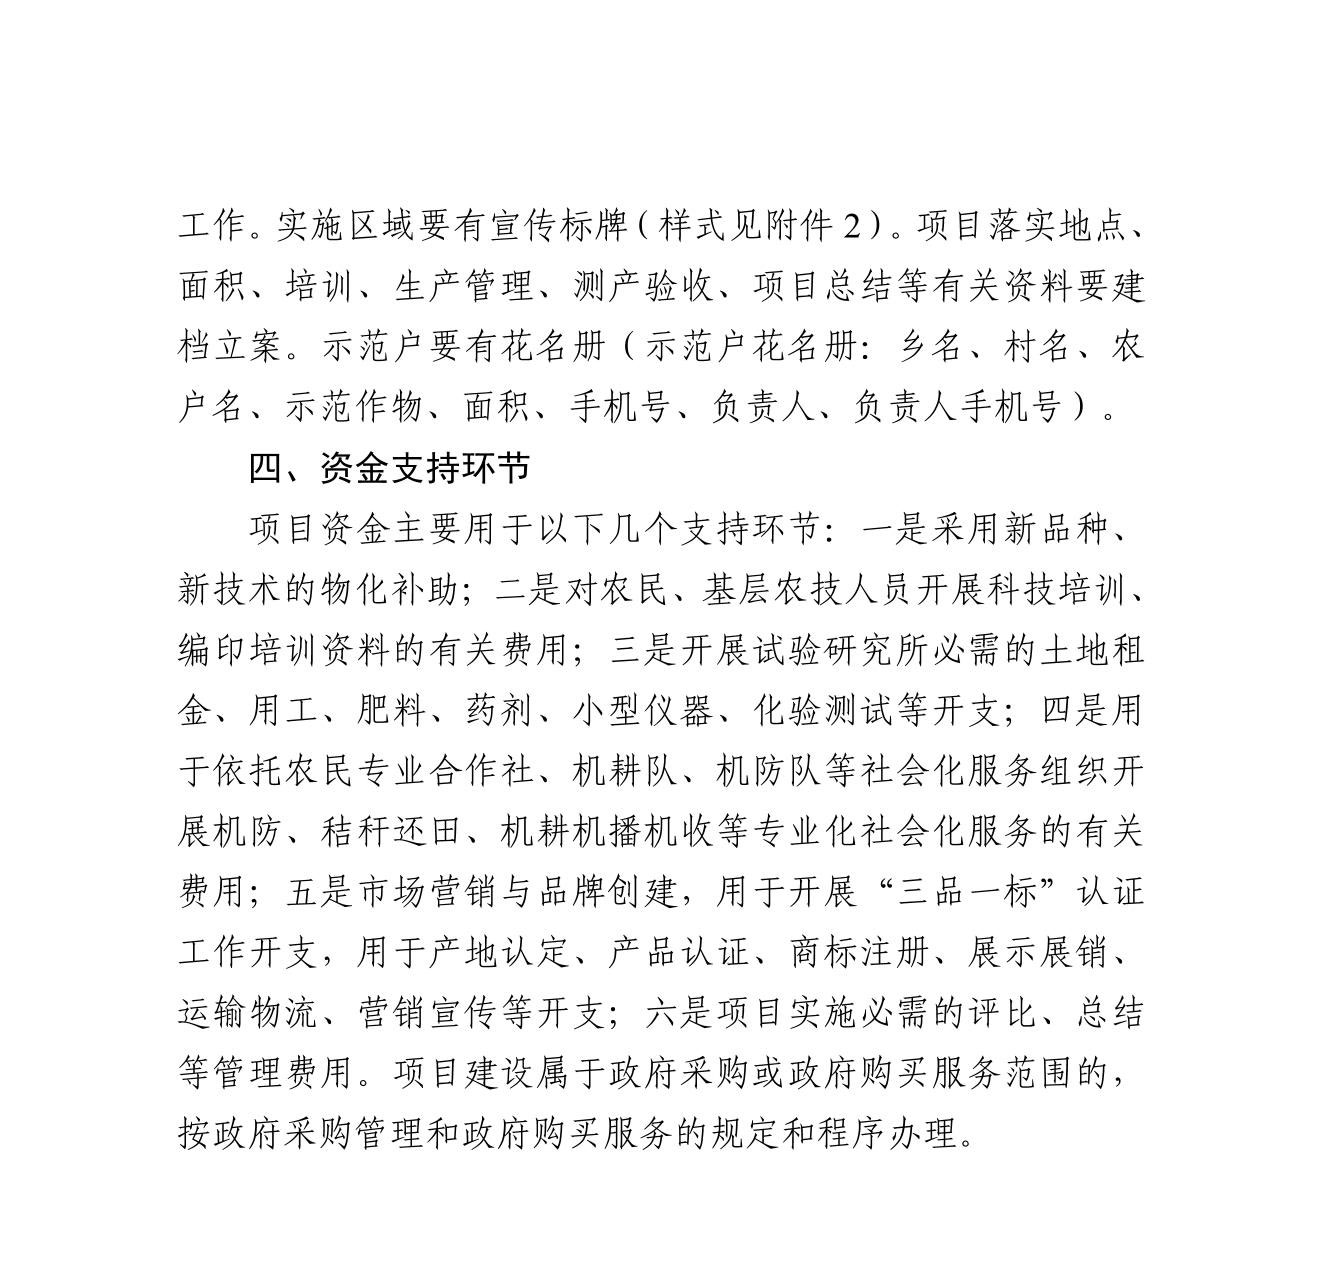 工作。实施区域要有宣传标牌（样式见附件 2）。项目落实地点、
面积、培训、生产管理、测产验收、项目总结等有关资料要建
档立案。示范户要有花名册（示范户花名册：乡名、村名、农
户名、示范作物、面积、手机号、负责人、负责人手机号）。
四、资金支持环节
项目资金主要用于以下几个支持环节：一是采用新品种、
新技术的物化补助；二是对农民、基层农技人员开展科技培训、
编印培训资料的有关费用；三是开展试验研究所必需的土地租
金、用工、肥料、药剂、小型仪器、化验测试等开支；四是用
于依托农民专业合作社、机耕队、机防队等社会化服务组织开
展机防、秸秆还田、机耕机播机收等专业化社会化服务的有关
费用；五是市场营销与品牌创建，用于开展“三品一标”认证
工作开支，用于产地认定、产品认证、商标注册、展示展销、
运输物流、营销宣传等开支；六是项目实施必需的评比、总结
等管理费用。项目建设属于政府采购或政府购买服务范围的，
按政府采购管理和政府购买服务的规定和程序办理。